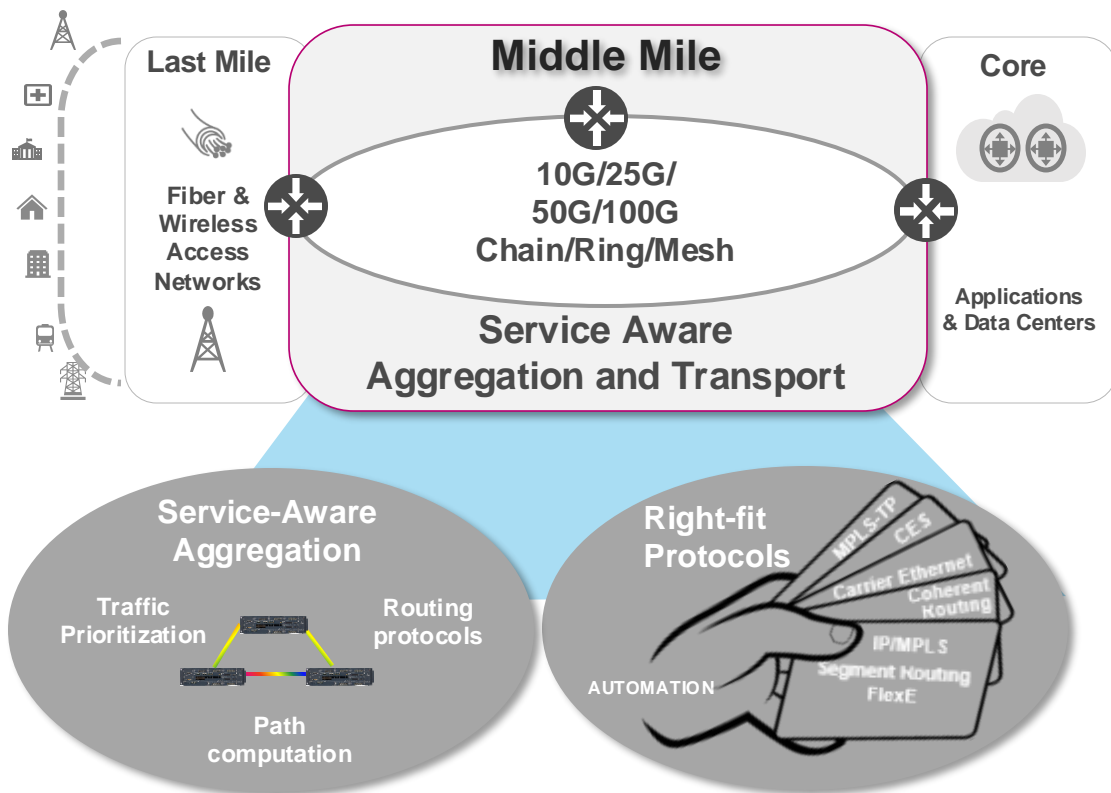 Last Mile
Fiber &
Wireless
Access
Networks
Middle Mile
10G/25G/
50G/100G
Chain/Ring/Mesh
Service Aware
Aggregation and Transport
Core
Applications
& Data Centers
Service-Aware
Aggregation
Traffic
Prioritization
Routing
protocols
Path
computation
Right-fit
Protocols
AUTOMATION
MPLS-TP
CES
Carrier Ethernet
Coherent
Routing
IP/MPLS
Segment Routing
FlexE